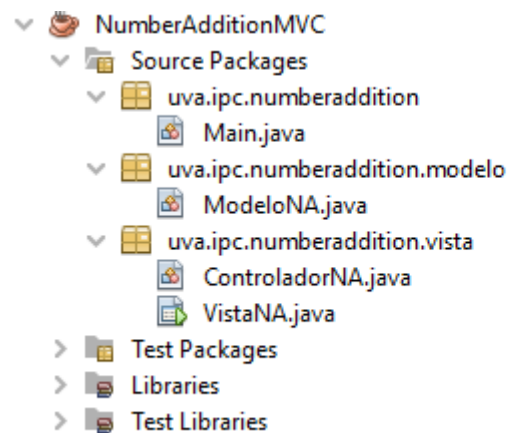 NumberAdditionMVC
Source Packages
uva.ipc.numberaddition
Main.java
uva.ipc.numberaddition.modelo
ModeloNA.java
uva.ipc.numberaddition.vista
ControladorNA.java
VistaNA.java
Test Packages
Libraries
Test Libraries